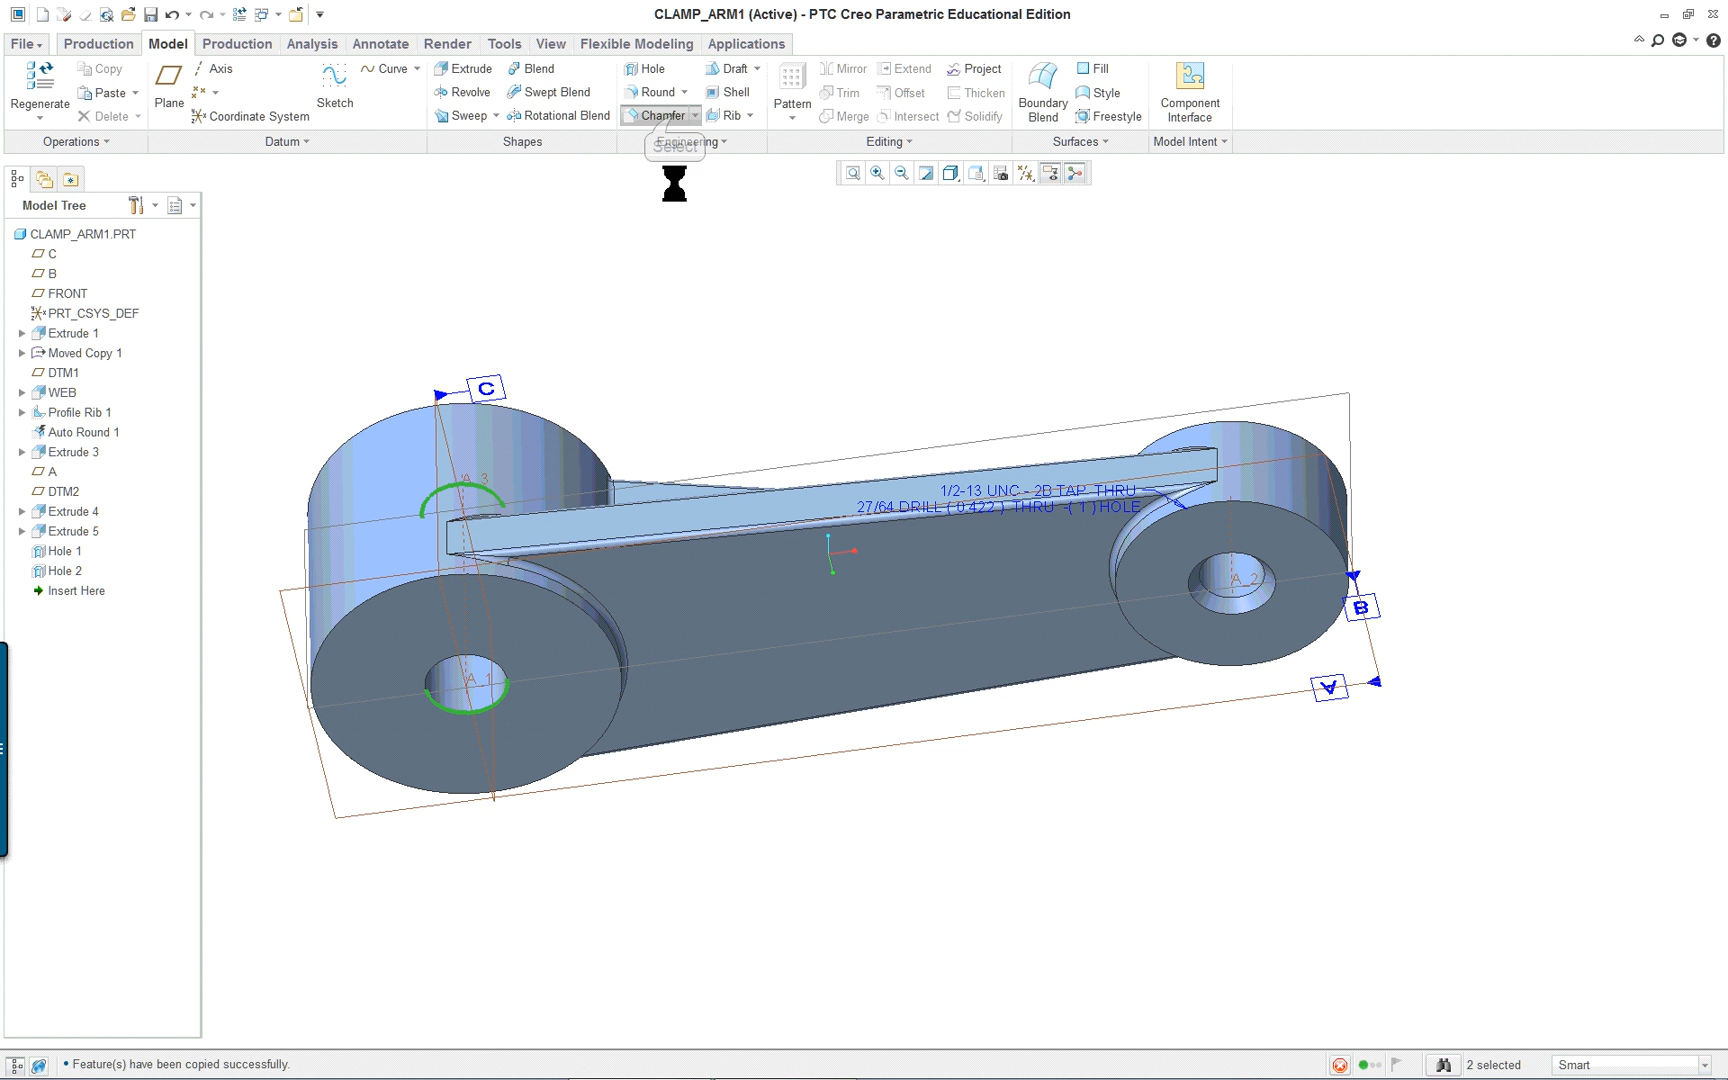 CLAMP_ARM1 (Active) - PTC Creo Parametric Educational Edition
File Production Model Production Analysis Annotate Render Tools View Flexible Modeling Applications
Regenerate
Copy
Paste
Delete
Plane
Axis
Coordinate System
Sketch
Curve
Extrude
Revolve
Sweep
Blend
Swept Blend
Rotational Blend
Hole
Round
Chamfer
Draft
Shell
Rib
Pattern
Mirror
Trim
Merge
Extend
Offset
Intersect
Project
Thicken
Solidify
Boundary
Blend
Fill
Style
Freestyle
Component
Interface
Operations Datum Shapes Engineering Editing Surfaces Model Intent
Select
Model Tree
CLAMP_ARM1.PRT
C
B
FRONT
PRT_CSYS_DEF
Extrude 1
Moved Copy 1
DTM1
WEB
Profile Rib 1
Auto Round 1
Extrude 3
A
DTM2
Extrude 4
Extrude 5
Hole 1
Hole 2
Insert Here
C
A_3
1/2-13 UNC - 2B TAP THRU
27/64 DRILL ( 0.422 ) THRU -( 1 ) HOLE
A_2
B
A_1
A
Feature(s) have been copied successfully.
2 selected
Smart